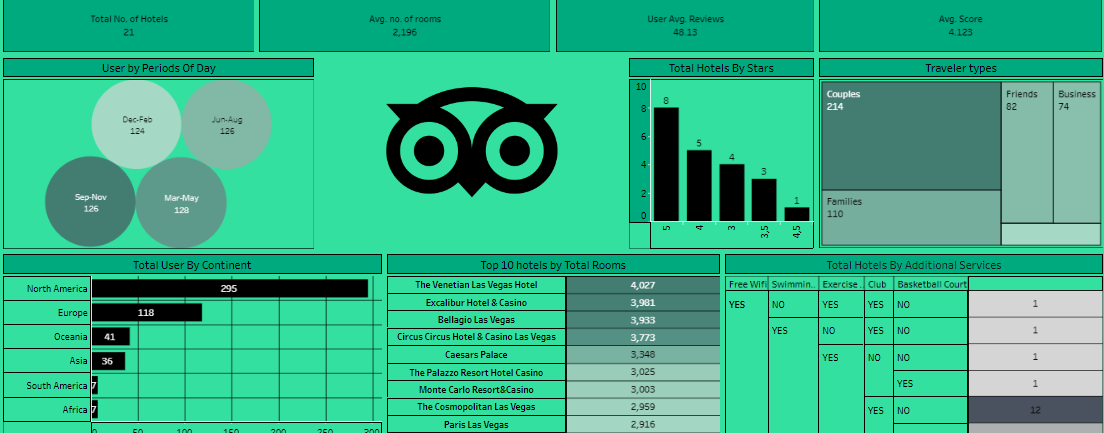 Total No. of Hotels
21
Avg. no. of rooms
2,196
User Avg. Reviews
48.13
Avg. Score
4.123
User by Periods Of Day
Dec-Feb
124
Jun-Aug
126
Sep-Nov
126
Mar-May
128
Total Hotels By Stars
10
8
6
4
2
0
8
5
4
3
1
5
4
3
3,5
4,5
Traveler types
Couples
214
Families
110
Friends
82
Business
74
Total User By Continent
North America 295
Europe 118
Oceania 41
Asia 36
South America 7
Africa 7
0 50 100 150 200 250 300
Top 10 hotels by Total Rooms
The Venetian Las Vegas Hotel 4,027
Excalibur Hotel & Casino 3,981
Bellagio Las Vegas 3,933
Circus Circus Hotel & Casino Las Vegas 3,773
Caesars Palace 3,348
The Palazzo Resort Hotel Casino 3,025
Monte Carlo Resort&Casino 3,003
The Cosmopolitan Las Vegas 2,959
Paris Las Vegas 2,916
Total Hotels By Additional Services
Free Wifi Swimmin.. Exercise .. Club Basketball Court
YES NO YES YES NO 1
YES NO YES NO 1
YES NO NO 1
YES 1
YES NO 12